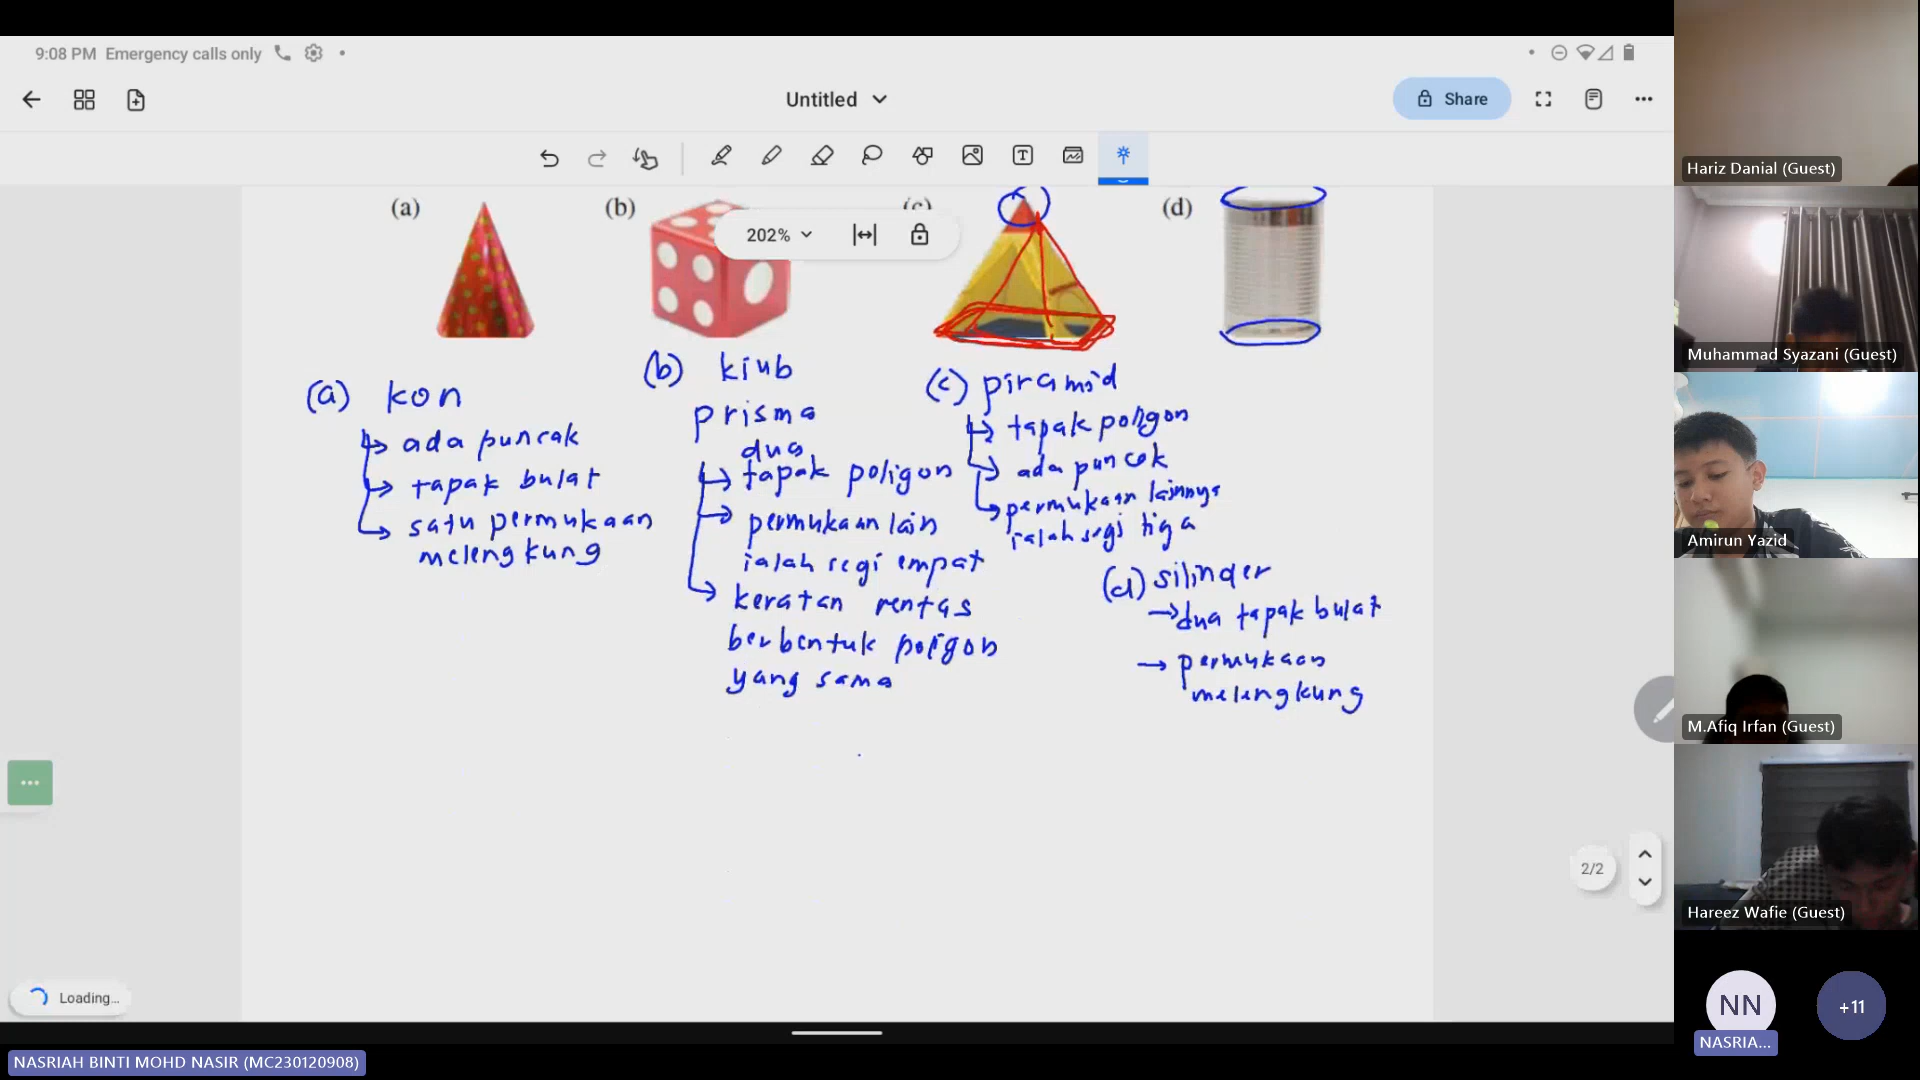 9:08 PM Emergency calls only
Untitled
Share
(a)
(b)
(c)
(d)
202%
(a) kon
ada puncak
tapak bulat
satu permukaan
melengkung
(b) kiub
prisma
dua
tapak poligon
permukaan lain
ialah segi empat
keratan rentas
berbentuk poligon
yang sama
(c) piramid
tapak poligon
ada puncak
permukaan lainnya
ialah segi tiga
(d) silinder
→ dua tapak bulat
→ permukaan
melengkung
2/2
Loading...
NASRIAH BINTI MOHD NASIR (MC230120908)
Hariz Danial (Guest)
Muhammad Syazani (Guest)
Amirun Yazid
M.Afiq Irfan (Guest)
Hareez Wafie (Guest)
NN
NASRIA...
+11